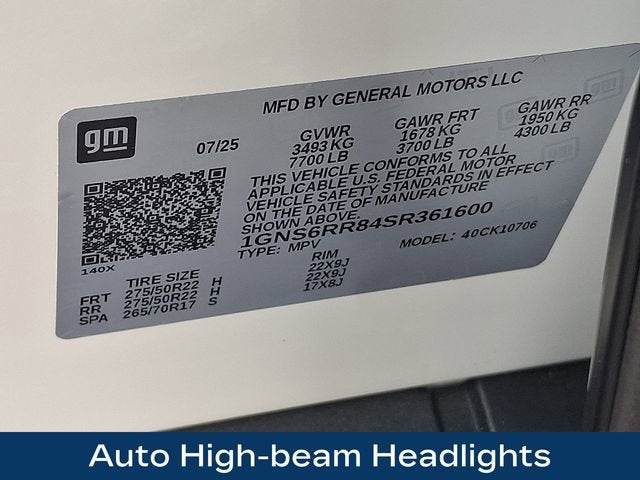 MFD BY GENERAL MOTORS LLC
gm
07/25
GVWR
3493 KG
7700 LB
GAWR FRT
1678 KG
3700 LB
GAWR RR
1950 KG
4300 LB
THIS VEHICLE CONFORMS TO ALL
APPLICABLE U.S. FEDERAL MOTOR
VEHICLE SAFETY STANDARDS IN EFFECT
ON THE DATE OF MANUFACTURE
SHOWN ABOVE.
1GNS6RR84SR361600
TYPE: MPV
MODEL: 40CK10706
140X
TIRE SIZE RIM
FRT 275/50R22 H 22X9J
RR 275/50R22 H 22X9J
SPA 265/70R17 S 17X8J
Auto High-beam Headlights